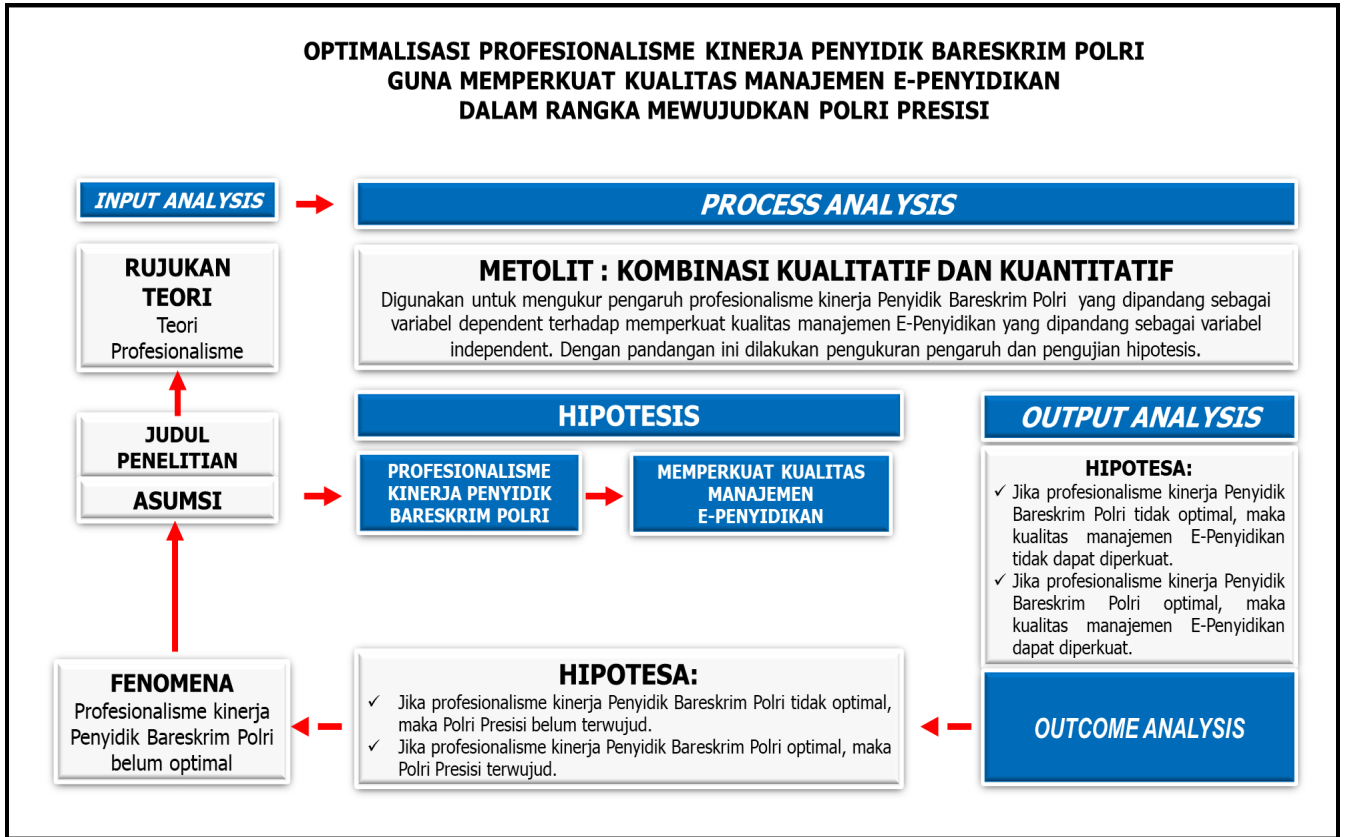 OPTIMALISASI PROFESIONALISME KINERJA PENYIDIK BARESKRIM POLRI
GUNA MEMPERKUAT KUALITAS MANAJEMEN E-PENYIDIKAN
DALAM RANGKA MEWUJUDKAN POLRI PRESISI
INPUT ANALYSIS
PROCESS ANALYSIS
RUJUKAN
TEORI
Teori
Profesionalisme
METOLIT : KOMBINASI KUALITATIF DAN KUANTITATIF
Digunakan untuk mengukur pengaruh profesionalisme kinerja Penyidik Bareskrim Polri yang dipandang sebagai
variabel dependent terhadap memperkuat kualitas manajemen E-Penyidikan yang dipandang sebagai variabel
independent. Dengan pandangan ini dilakukan pengukuran pengaruh dan pengujian hipotesis.
JUDUL
PENELITIAN
ASUMSI
HIPOTESIS
PROFESIONALISME
KINERJA PENYIDIK
BARESKRIM POLRI
MEMPERKUAT KUALITAS
MANAJEMEN
E-PENYIDIKAN
OUTPUT ANALYSIS
HIPOTESA:
✓ Jika profesionalisme kinerja Penyidik
Bareskrim Polri tidak optimal, maka
kualitas manajemen E-Penyidikan
tidak dapat diperkuat.
✓ Jika profesionalisme kinerja Penyidik
Bareskrim Polri optimal, maka
kualitas manajemen E-Penyidikan
dapat diperkuat.
FENOMENA
Profesionalisme kinerja
Penyidik Bareskrim Polri
belum optimal
HIPOTESA:
✓ Jika profesionalisme kinerja Penyidik Bareskrim Polri tidak optimal,
maka Polri Presisi belum terwujud.
✓ Jika profesionalisme kinerja Penyidik Bareskrim Polri optimal, maka
Polri Presisi terwujud.
OUTCOME ANALYSIS